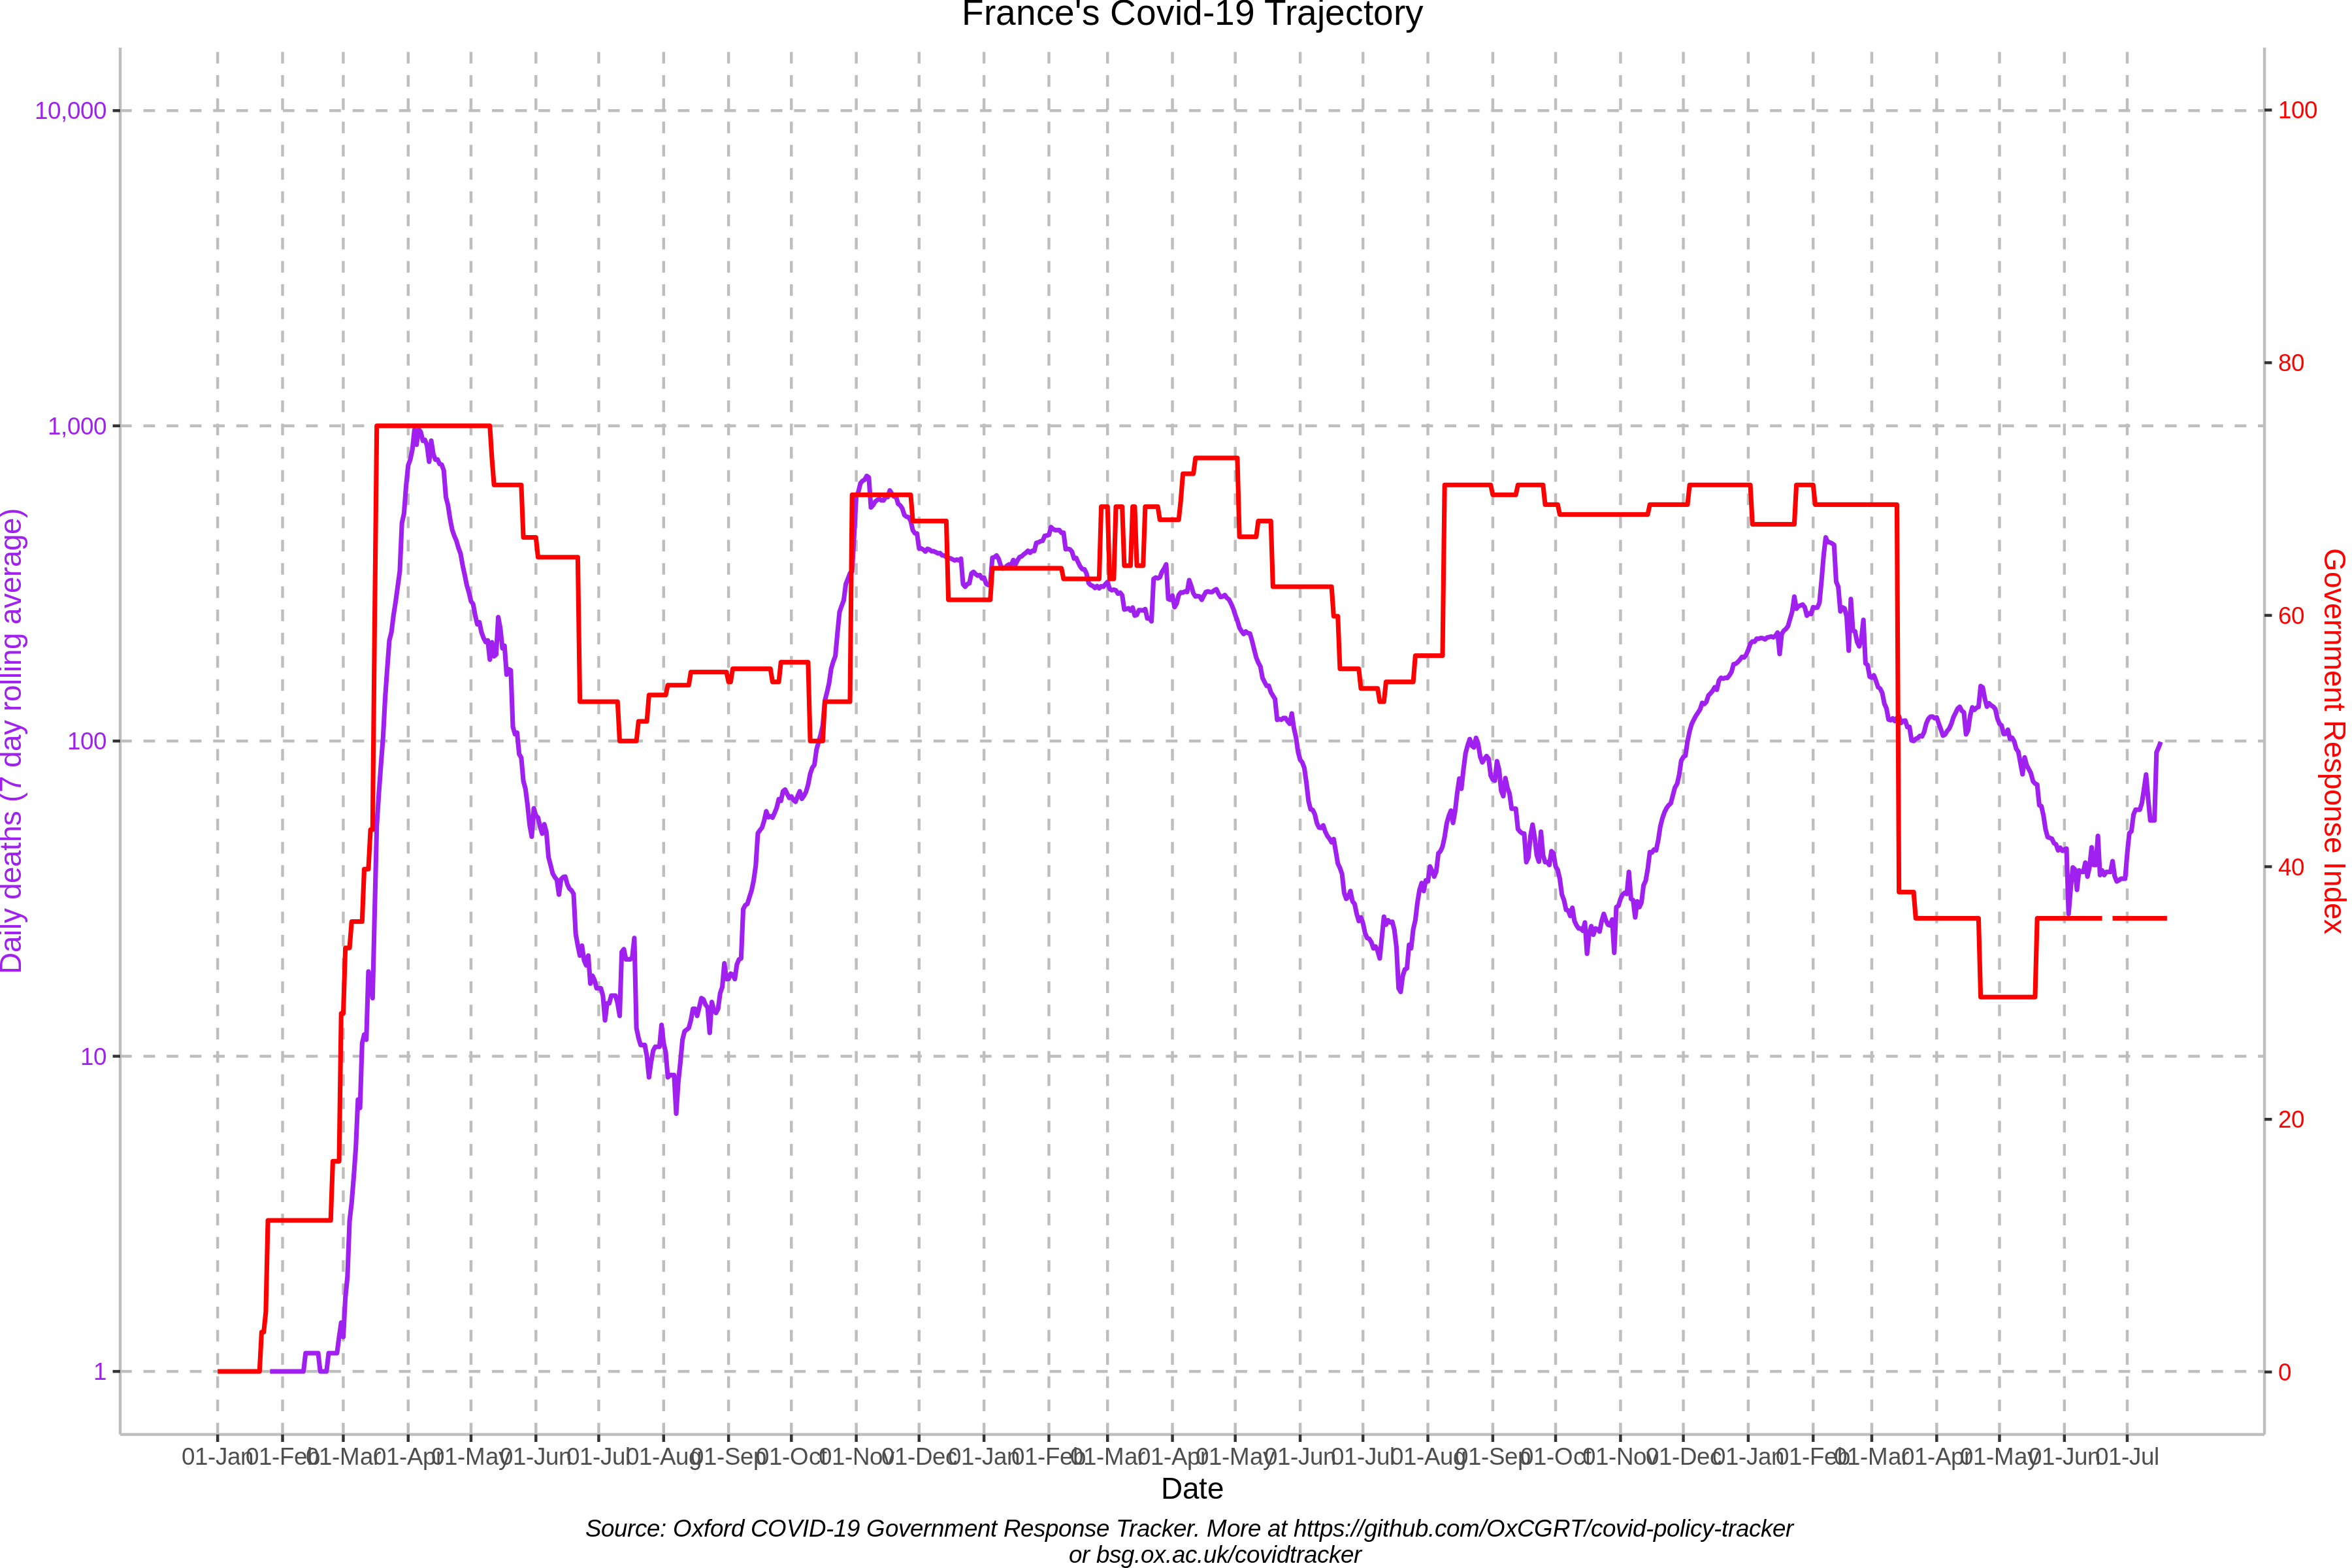 France's Covid-19 Trajectory
10,000
1,000
100
10
1
Daily deaths (7 day rolling average)
100
80
60
40
20
0
Government Response Index
01-Jan 01-Feb 01-Mar 01-Apr 01-May 01-Jun 01-Jul 01-Aug 01-Sep 01-Oct 01-Nov 01-Dec 01-Jan 01-Feb 01-Mar 01-Apr 01-May 01-Jun 01-Jul 01-Aug 01-Sep 01-Oct 01-Nov 01-Dec 01-Jan 01-Feb 01-Mar 01-Apr 01-May 01-Jun 01-Jul
Date
Source: Oxford COVID-19 Government Response Tracker. More at https://github.com/OxCGRT/covid-policy-tracker
or bsg.ox.ac.uk/covidtracker